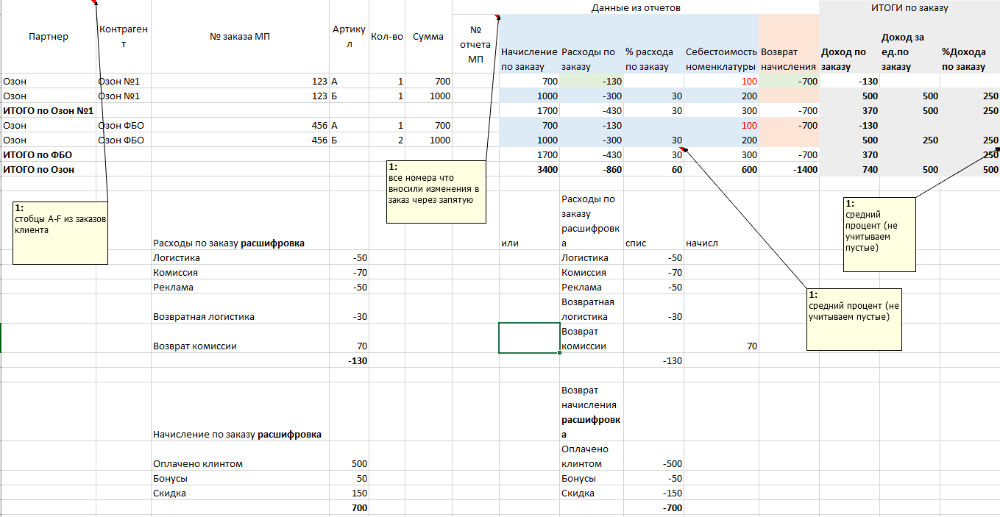 Данные из отчетов ИТОГИ по заказу
Партнер Контрагент № заказа МП Артикул Кол-во Сумма № отчета МП Начисление по заказу Расходы по заказу % расхода по заказу Себестоимость номенклатуры Возврат начисления Доход по заказу Доход за ед.по заказу %Дохода по заказу
Озон Озон №1 123 А 1 700 700 -130 100 -700 -130
Озон Озон №1 123 Б 1 1000 1000 -300 30 200 500 500 250
ИТОГО по Озон №1 1700 -430 30 300 -700 370 500 250
Озон Озон ФБО 456 А 1 700 700 -130 100 -700 -130
Озон Озон ФБО 456 Б 2 1000 1000 -300 30 200 500 250 250
ИТОГО по ФБО 1700 -430 30 300 -700 370 250
ИТОГО по Озон 3400 -860 60 600 -1400 740 500 500
1:
стобцы A-F из заказов
клиента
1:
все номера что
вносили изменения в
заказ через запятую
1:
средний
процент (не
учитываем
пустые)
1:
средний процент (не
учитываем пустые)
Расходы по заказу расшифровка
Логистика -50
Комиссия -70
Реклама -50
Возвратная логистика -30
Возврат комиссии 70
-130
или Расходы по заказу расшифровка спис начисл
Логистика -50
Комиссия -70
Реклама -50
Возвратная
логистика -30
Возврат
комиссии 70
-130
Начисление по заказу расшифровка
Оплачено клинтом 500
Бонусы 50
Скидка 150
700
Возврат
начисления
расшифровк
а
Оплачено
клинтом -500
Бонусы -50
Скидка -150
-700